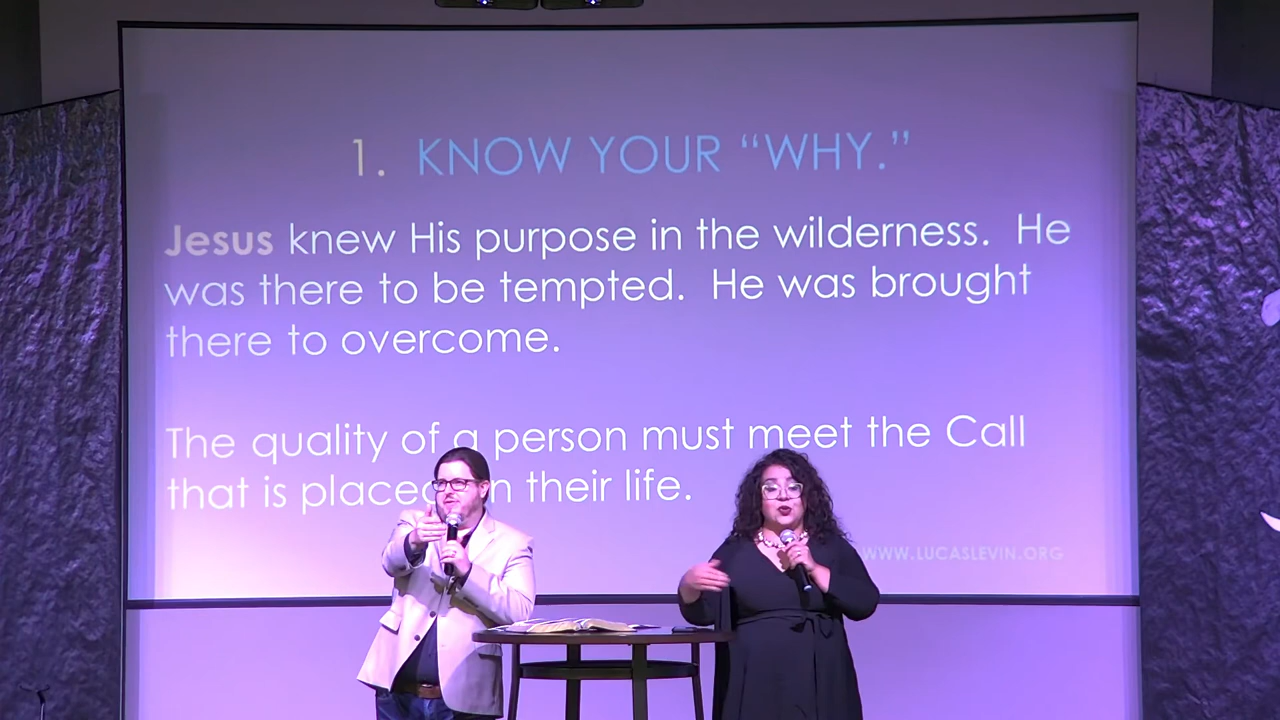 1. KNOW YOUR “WHY.”
Jesus knew His purpose in the wilderness. He
was there to be tempted. He was brought
there to overcome.
The quality of a person must meet the Call
that is placed on their life.
WWW.LUCASLEVIN.ORG